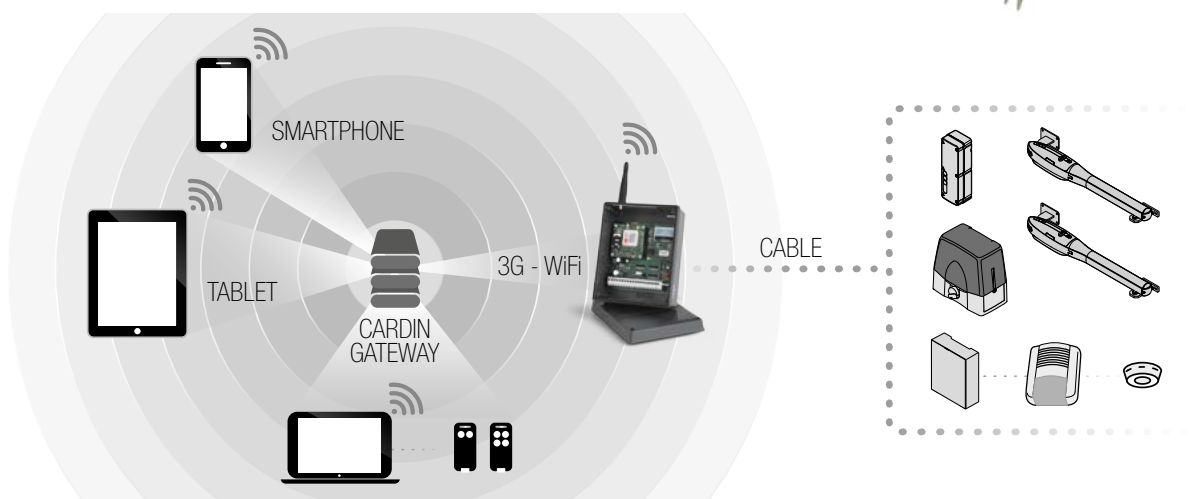 SMARTPHONE
TABLET
CARDIN
GATEWAY
3G - WiFi
CABLE